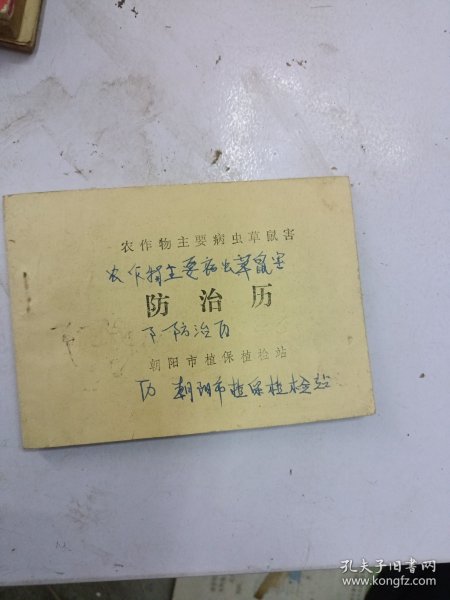 农作物主要病虫草鼠害
农作物主要病虫草鼠害
防治历
防治历
朝阳市植保植检站
历 朝阳市植保植检站
孔夫子旧书网
www.kongfz.com